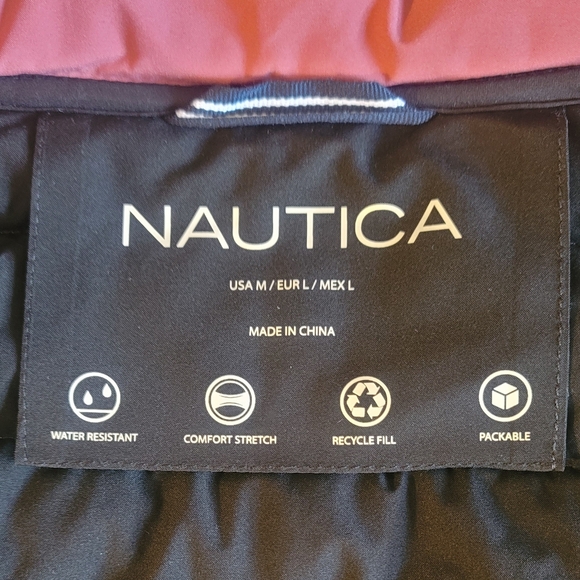 NAUTICA
USA M / EUR L / MEX L
MADE IN CHINA
WATER RESISTANT
COMFORT STRETCH
RECYCLE FILL
PACKABLE